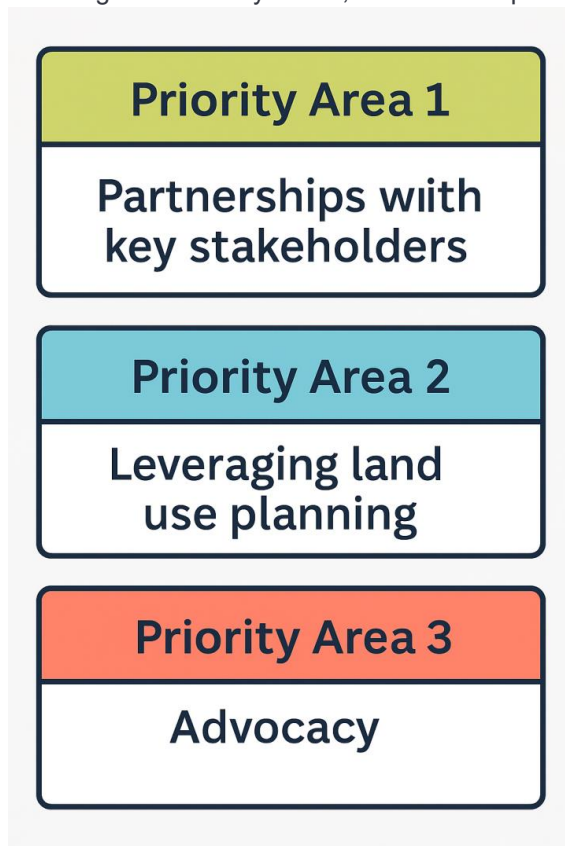 Priority Area 1
Partnerships wiith
key stakeholders
Priority Area 2
Leveraging land
use planning
Priority Area 3
Advocacy